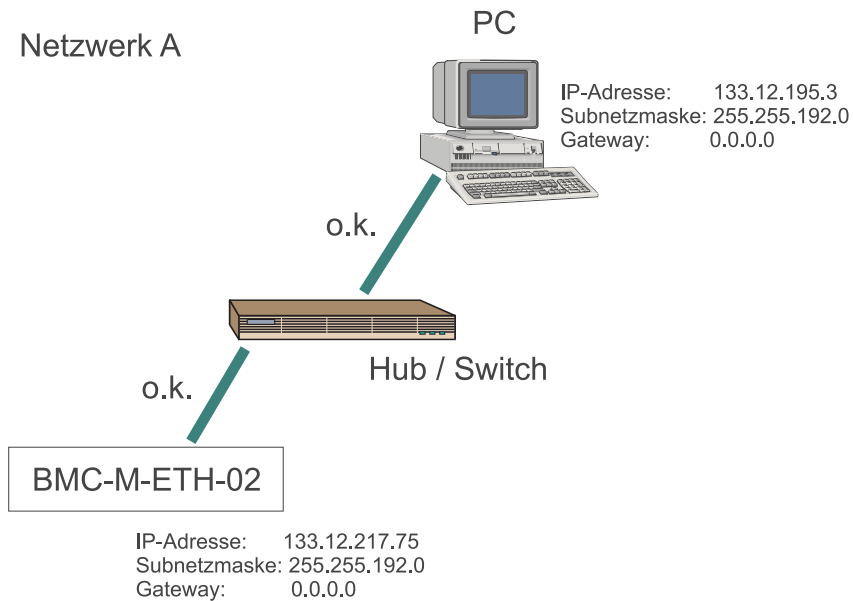 PC
Netzwerk A
IP-Adresse: 133.12.195.3
Subnetzmaske: 255.255.192.0
Gateway: 0.0.0.0
o.k.
Hub / Switch
o.k.
BMC-M-ETH-02
IP-Adresse: 133.12.217.75
Subnetzmaske: 255.255.192.0
Gateway: 0.0.0.0